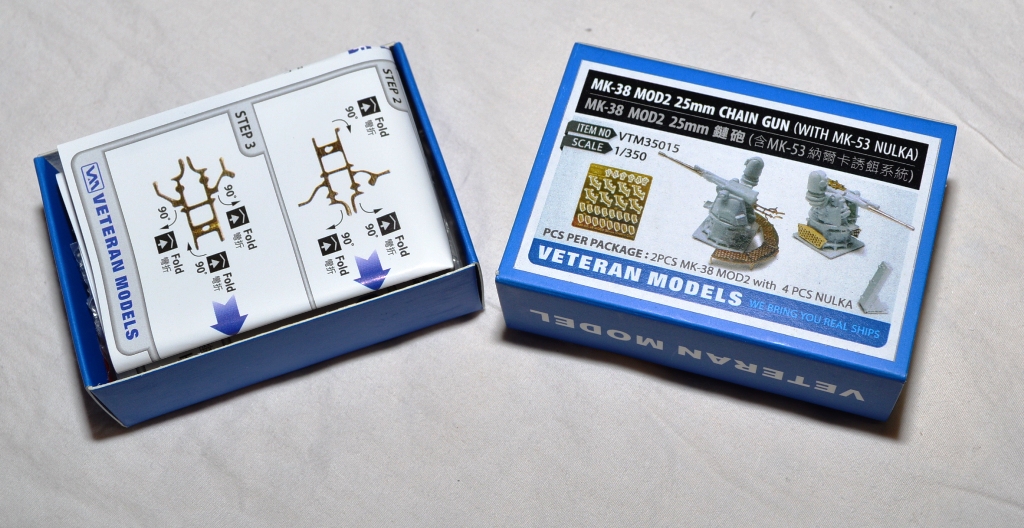 STEP 2
Fold
彎折
90°
90°
Fold
彎折
90°
Fold
彎折
STEP 3
90°
Fold
彎折
90°
Fold
彎折
90°
Fold
彎折
VM VETERAN MODELS
MK-38 MOD2 25mm CHAIN GUN (WITH MK-53 NULKA)
MK-38 MOD2 25mm 鏈砲 (含MK-53納爾卡誘餌系統)
ITEM NO VTM35015
SCALE 1/350
PCS PER PACKAGE : 2PCS MK-38 MOD2 with 4 PCS NULKA
VETERAN MODELS WE BRING YOU REAL SHIPS
VETERAN MODEL